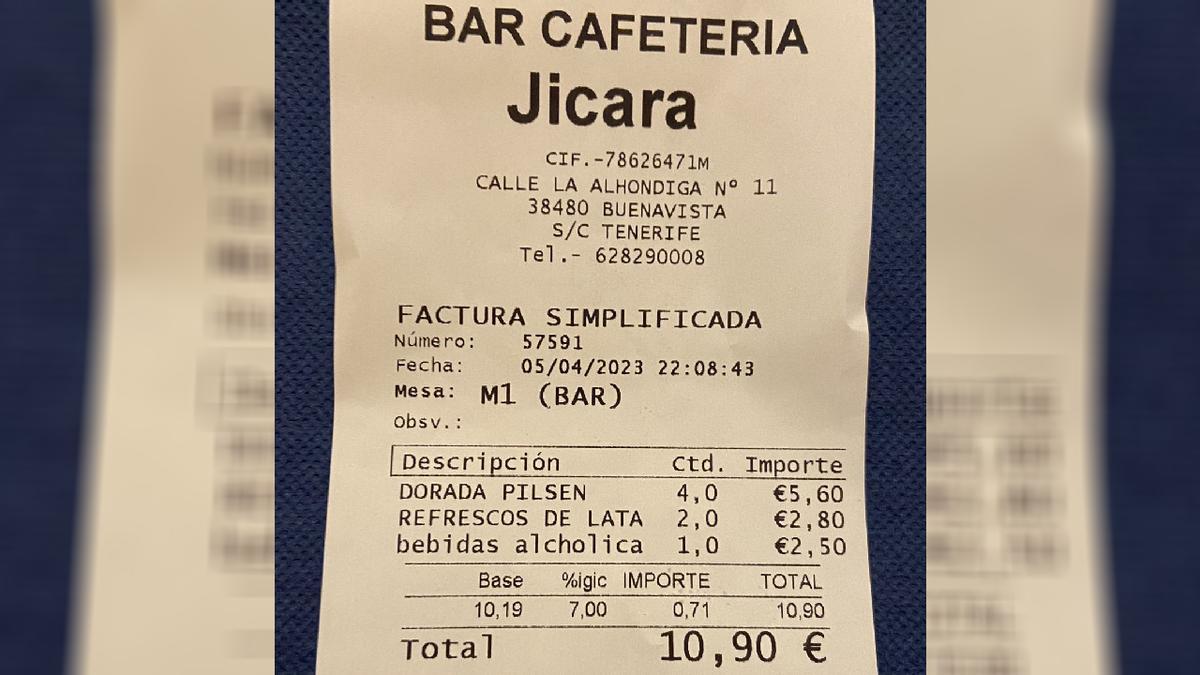 BAR CAFETERIA
Jicara
CIF.-78626471M
CALLE LA ALHONDIGA Nº 11
38480 BUENAVISTA
S/C TENERIFE
Tel.- 628290008
FACTURA SIMPLIFICADA
Número: 57591
Fecha: 05/04/2023 22:08:43
Mesa: M1 (BAR)
Obsv.:
Descripción Ctd. Importe
DORADA PILSEN 4,0 €5,60
REFRESCOS DE LATA 2,0 €2,80
bebidas alcholica 1,0 €2,50
Base %igic IMPORTE TOTAL
10,19 7,00 0,71 10,90
Total 10,90 €